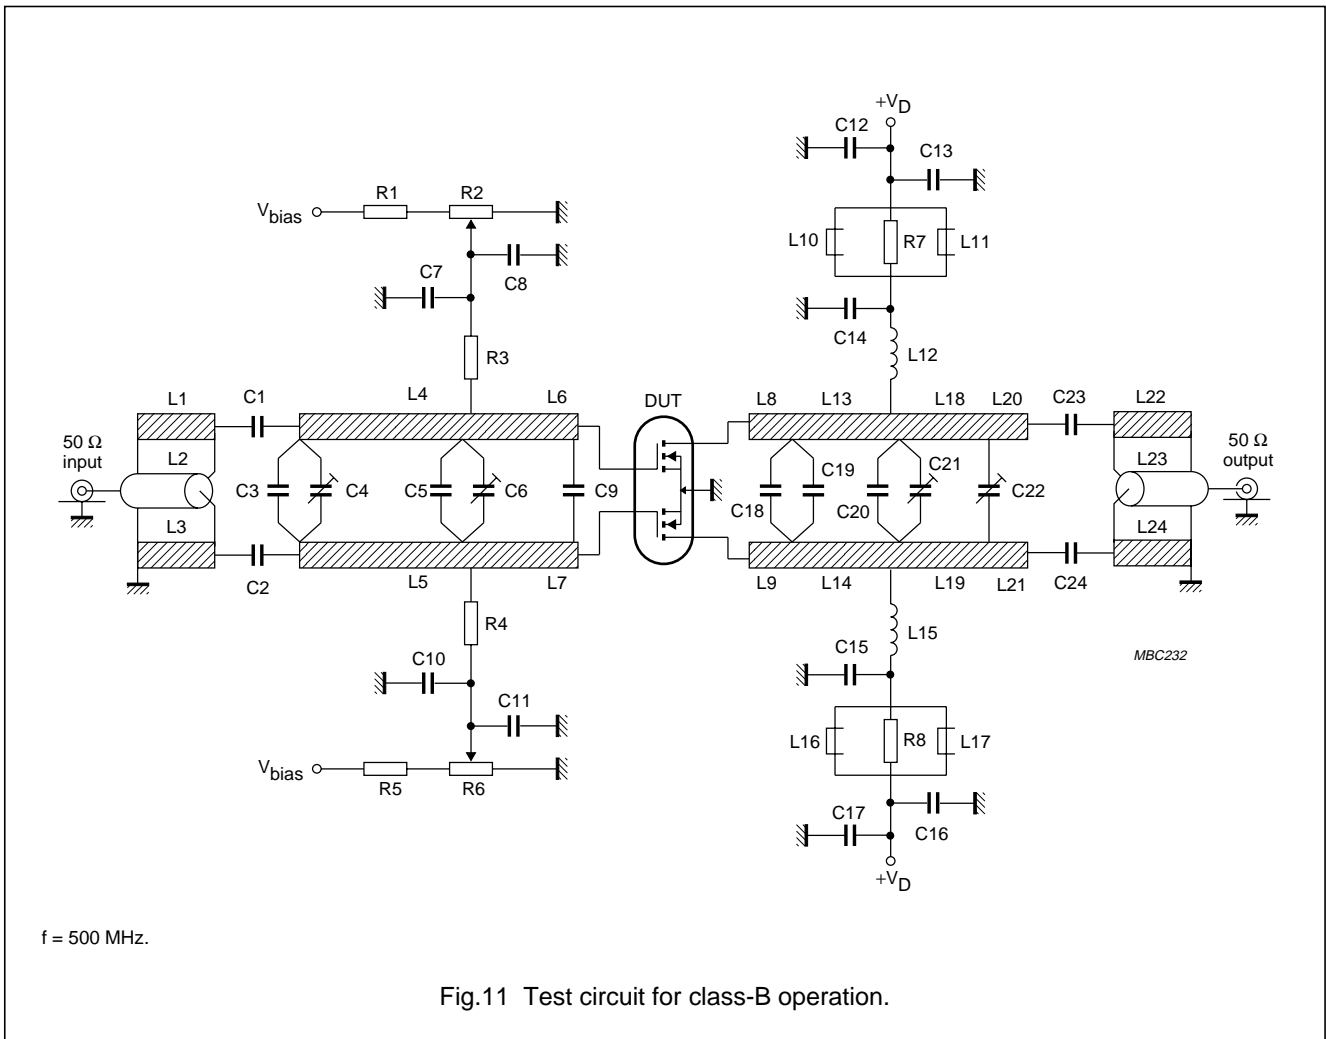 +VD
C12
C13
R1
R2
Vbias
L10
R7
L11
C7
C8
C14
L12
R3
L1
C1
L4
L6
DUT
L8
L13
L18
L20
C23
L22
50 Ω
input
L2
C3
C4
C5
C6
C9
C18
C19
C20
C21
C22
L23
50 Ω
output
L3
C2
L5
L7
L9
L14
L19
L21
C24
L24
R4
L15
C10
C15
MBC232
C11
L16
R8
L17
Vbias
R5
R6
C17
C16
+VD
f = 500 MHz.
Fig.11 Test circuit for class-B operation.